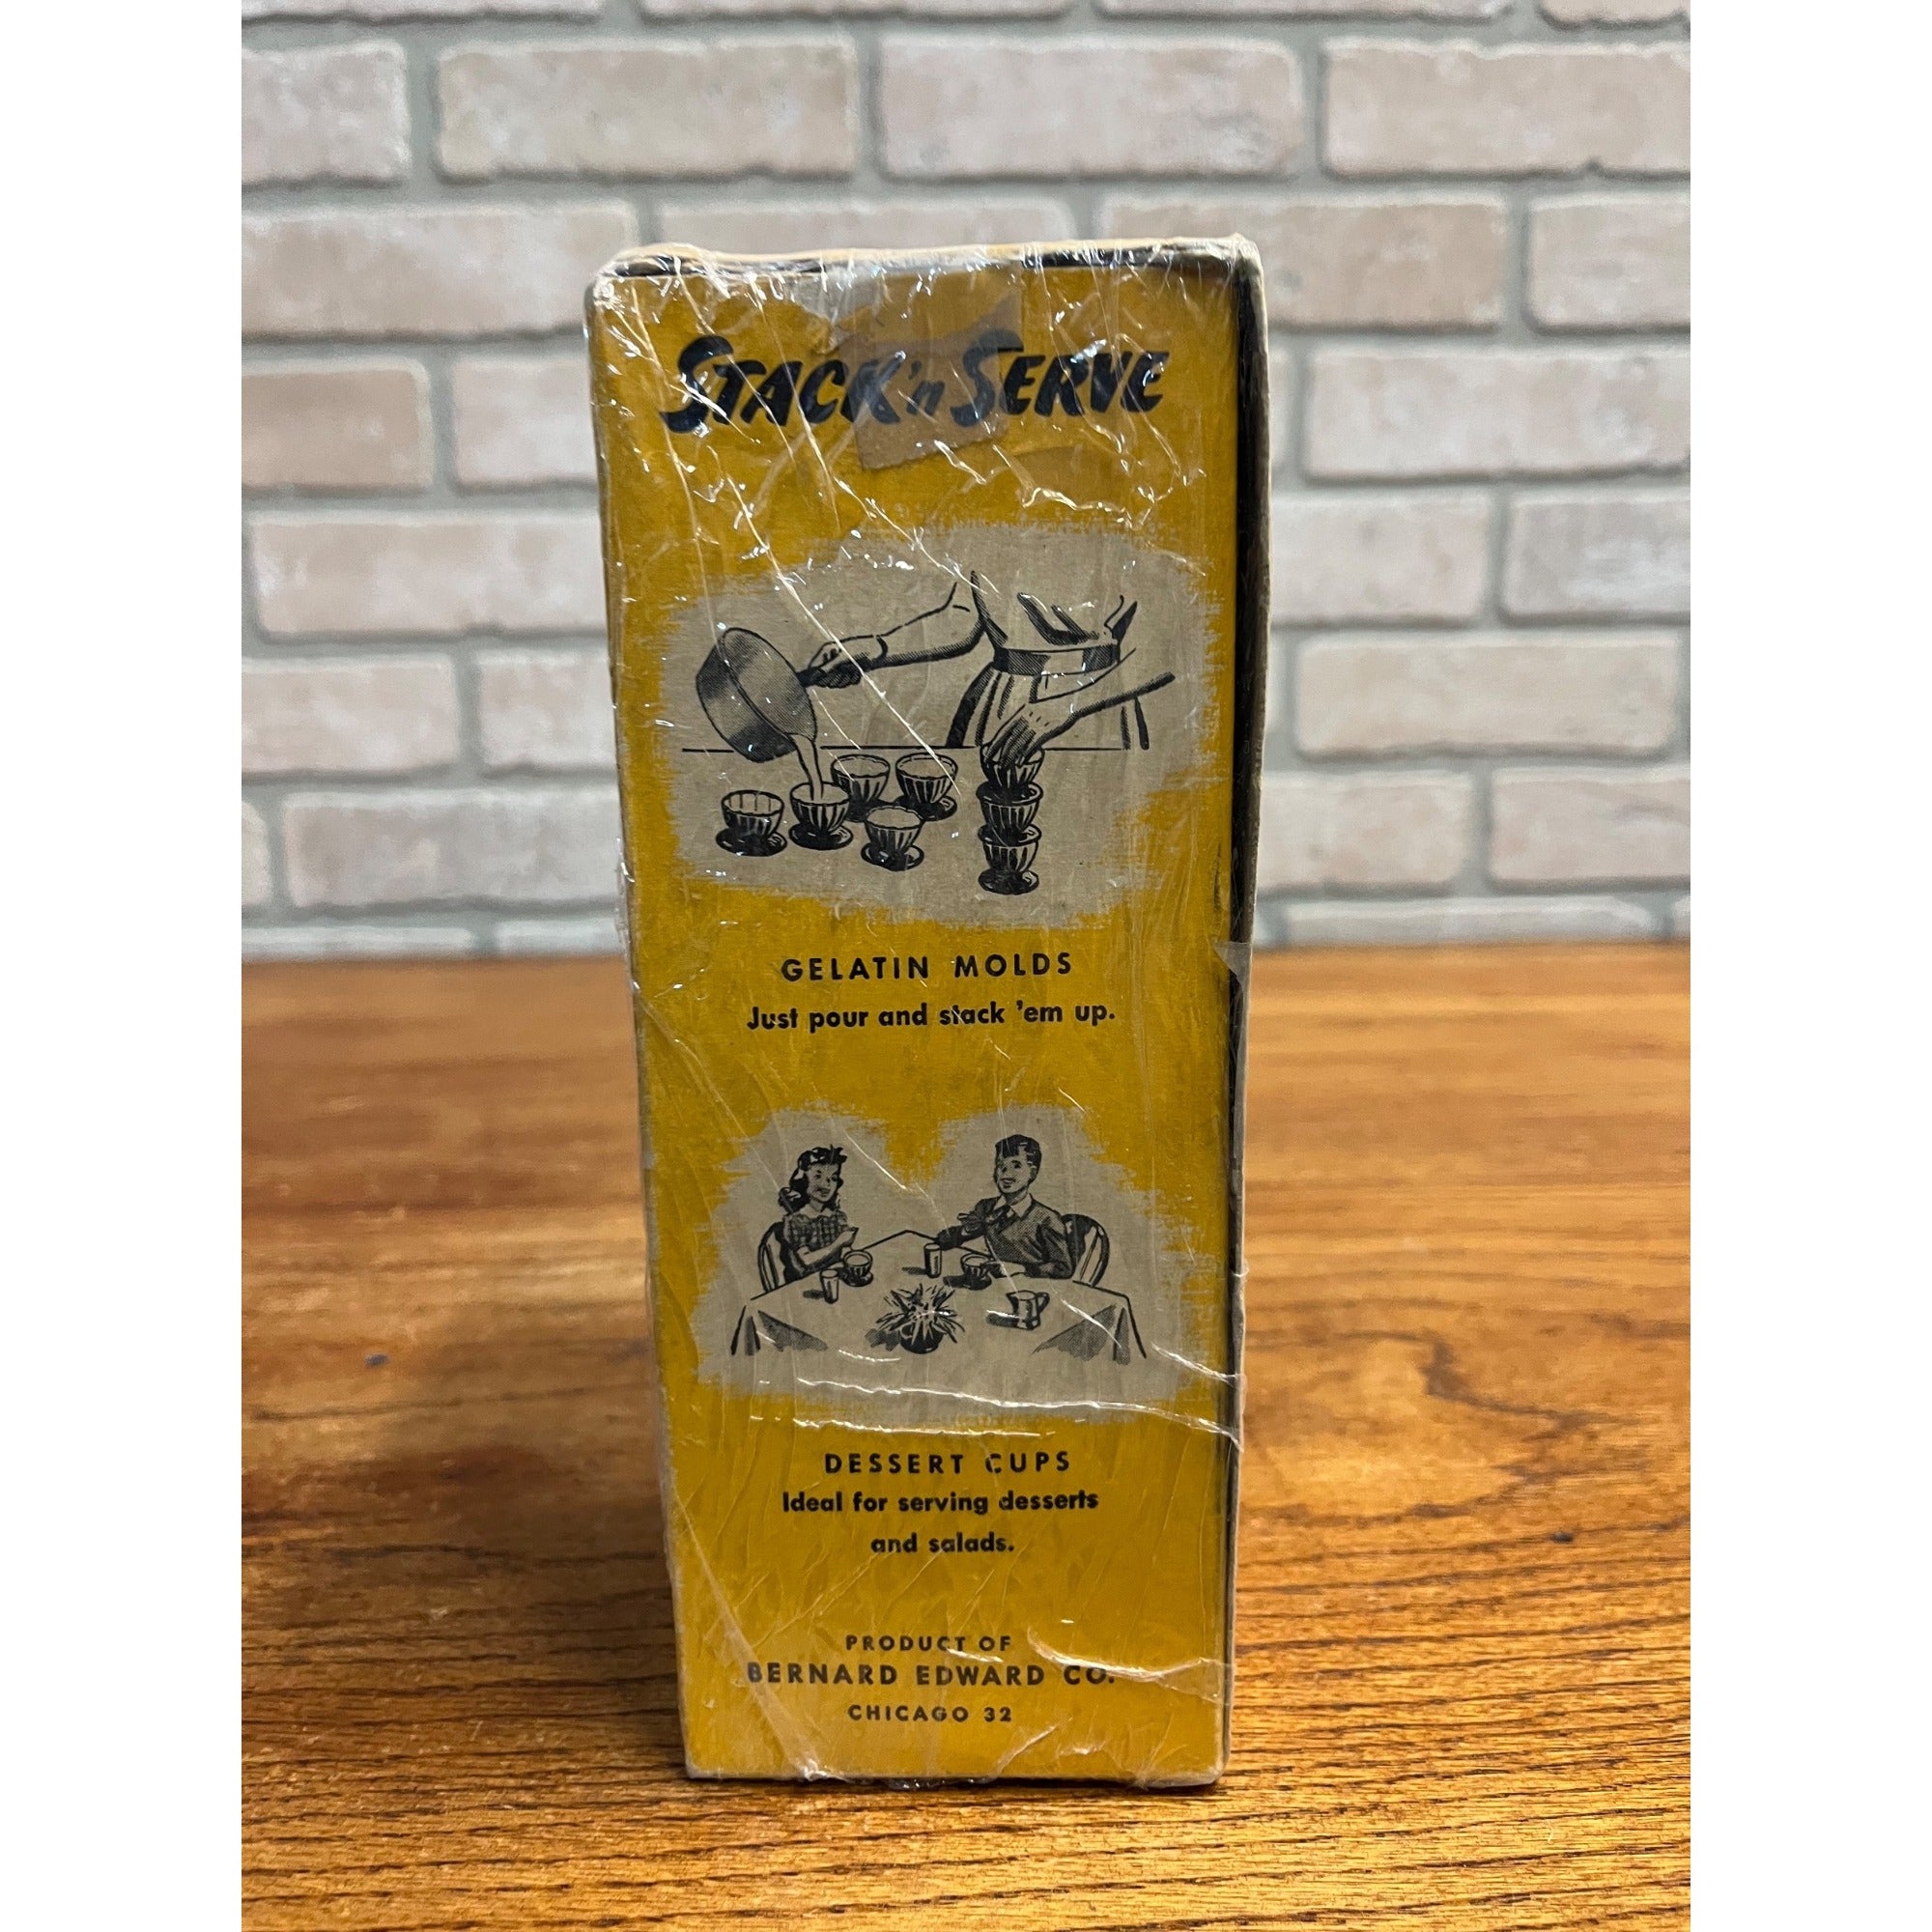 STACK 'n SERVE
GELATIN MOLDS
Just pour and stack 'em up.
DESSERT CUPS
Ideal for serving desserts
and salads.
PRODUCT OF
BERNARD EDWARD CO.
CHICAGO 32